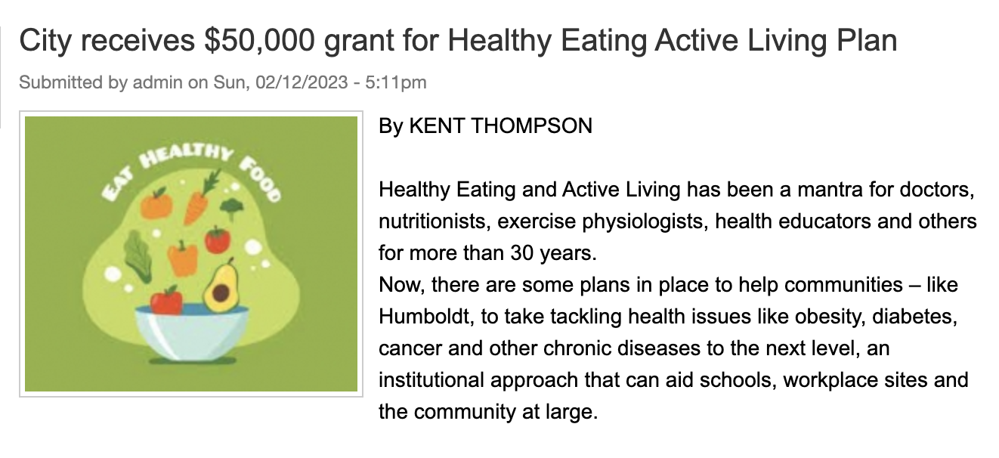 City receives $50,000 grant for Healthy Eating Active Living Plan
Submitted by admin on Sun, 02/12/2023 - 5:11pm
EAT HEALTHY FOOD
By KENT THOMPSON
Healthy Eating and Active Living has been a mantra for doctors,
nutritionists, exercise physiologists, health educators and others
for more than 30 years.
Now, there are some plans in place to help communities – like
Humboldt, to take tackling health issues like obesity, diabetes,
cancer and other chronic diseases to the next level, an
institutional approach that can aid schools, workplace sites and
the community at large.